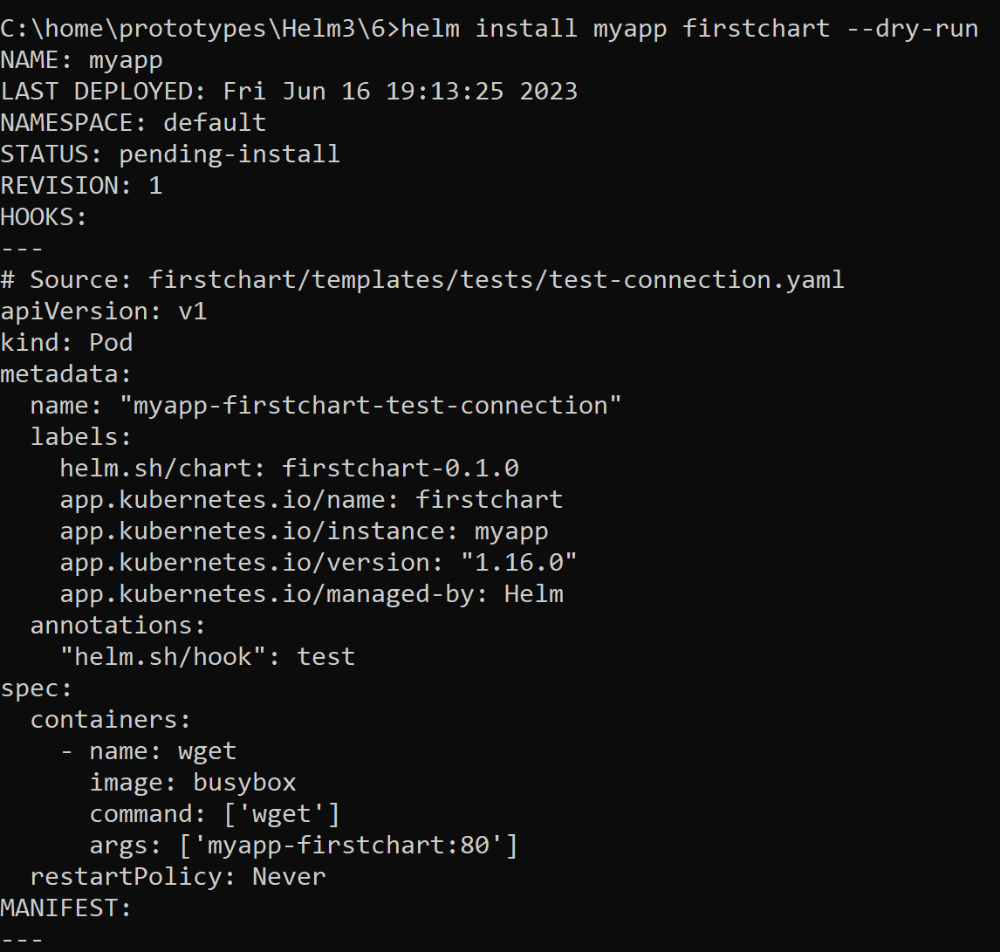 C:\home\prototypes\Helm3\6>helm install myapp firstchart --dry-run
NAME: myapp
LAST DEPLOYED: Fri Jun 16 19:13:25 2023
NAMESPACE: default
STATUS: pending-install
REVISION: 1
HOOKS:
---
# Source: firstchart/templates/tests/test-connection.yaml
apiVersion: v1
kind: Pod
metadata:
  name: "myapp-firstchart-test-connection"
  labels:
    helm.sh/chart: firstchart-0.1.0
    app.kubernetes.io/name: firstchart
    app.kubernetes.io/instance: myapp
    app.kubernetes.io/version: "1.16.0"
    app.kubernetes.io/managed-by: Helm
  annotations:
    "helm.sh/hook": test
spec:
  containers:
    - name: wget
      image: busybox
      command: ['wget']
      args: ['myapp-firstchart:80']
  restartPolicy: Never
MANIFEST:
---